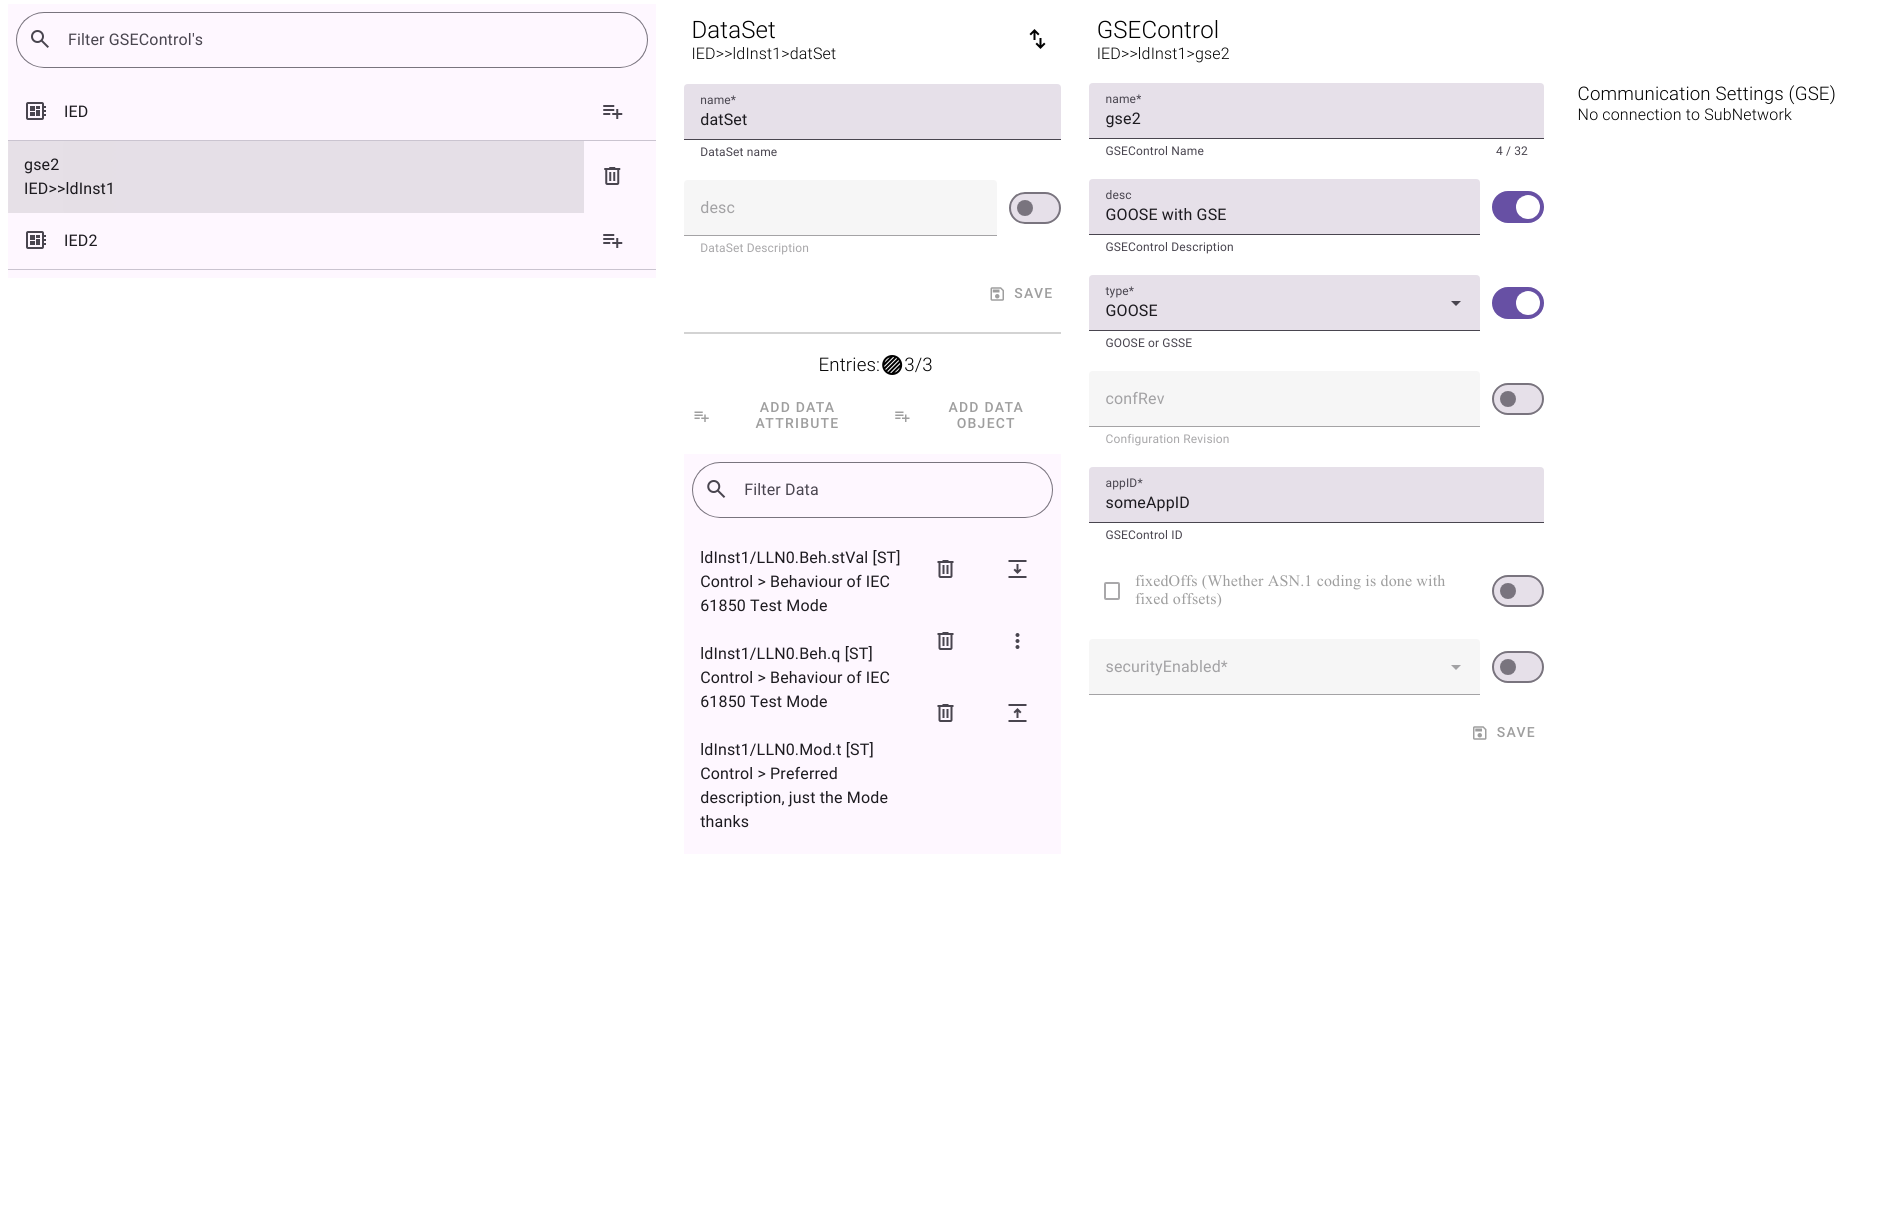 Filter GSEControl's
IED
gse2
IED>>ldInst1
IED2
DataSet
IED>>ldInst1>datSet
name*
datSet
DataSet name
desc
DataSet Description
SAVE
Entries: 3/3
ADD DATA
ATTRIBUTE
ADD DATA
OBJECT
Filter Data
ldInst1/LLN0.Beh.stVal [ST]
Control > Behaviour of IEC
61850 Test Mode
ldInst1/LLN0.Beh.q [ST]
Control > Behaviour of IEC
61850 Test Mode
ldInst1/LLN0.Mod.t [ST]
Control > Preferred
description, just the Mode
thanks
GSEControl
IED>>ldInst1>gse2
name*
gse2
GSEControl Name
4 / 32
desc
GOOSE with GSE
GSEControl Description
type*
GOOSE
GOOSE or GSSE
confRev
Configuration Revision
appID*
someAppID
GSEControl ID
fixedOffs (Whether ASN.1 coding is done with
fixed offsets)
securityEnabled*
SAVE
Communication Settings (GSE)
No connection to SubNetwork